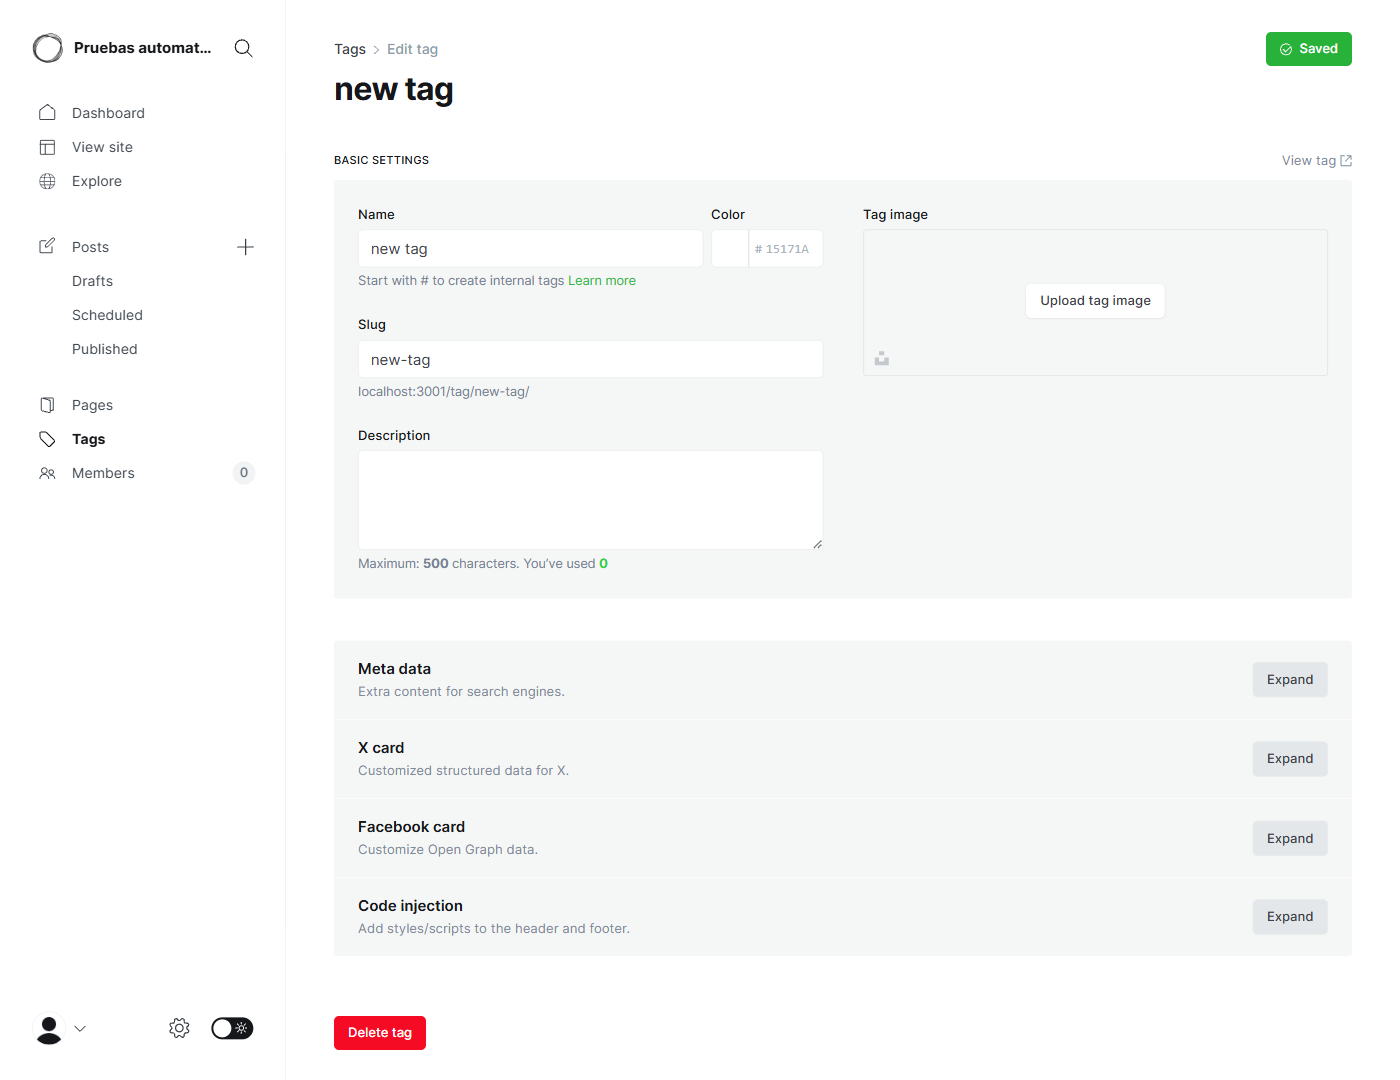 Pruebas automat...
Dashboard
View site
Explore
Posts
Drafts
Scheduled
Published
Pages
Tags
Members 0
Tags > Edit tag
Saved
new tag
BASIC SETTINGS
View tag
Name
new tag
Start with # to create internal tags Learn more
Color
# 15171A
Slug
new-tag
localhost:3001/tag/new-tag/
Description
Maximum: 500 characters. You’ve used 0
Tag image
Upload tag image
Meta data
Extra content for search engines.
Expand
X card
Customized structured data for X.
Expand
Facebook card
Customize Open Graph data.
Expand
Code injection
Add styles/scripts to the header and footer.
Expand
Delete tag